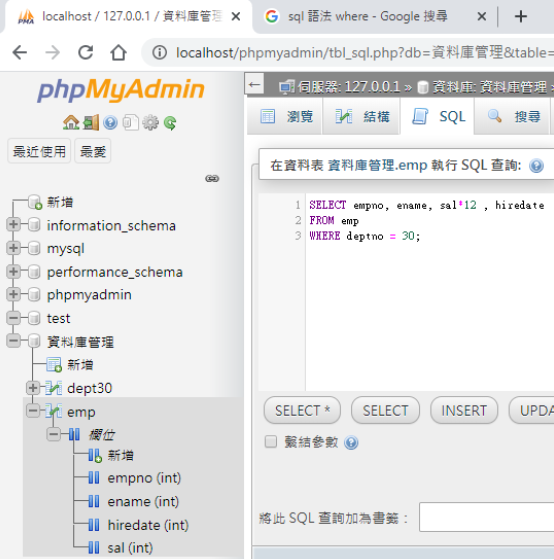 localhost / 127.0.0.1 / 資料庫管理
sql 語法 where - Google 搜尋
localhost/phpmyadmin/tbl_sql.php?db=資料庫管理&table=
phpMyAdmin
最近使用
最愛
新增
information_schema
mysql
performance_schema
phpmyadmin
test
資料庫管理
新增
dept30
emp
欄位
新增
empno (int)
ename (int)
hiredate (int)
sal (int)
伺服器: 127.0.0.1 » 資料庫: 資料庫管理 »
瀏覽
結構
SQL
搜尋
在資料表 資料庫管理.emp 執行 SQL 查詢:
1 SELECT empno, ename, sal*12 , hiredate
2 FROM emp
3 WHERE deptno = 30;
SELECT *
SELECT
INSERT
UPDA
繫結參數
將此 SQL 查詢加為書籤：